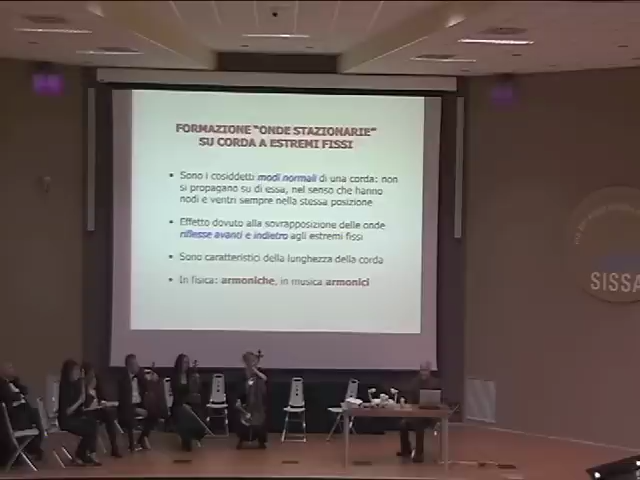 FORMAZIONE "ONDE STAZIONARIE"
SU CORDA A ESTREMI FISSI
• Sono i cosiddetti modi normali di una corda: non
si propagano su di essa, nel senso che hanno
nodi e ventri sempre nella stessa posizione
• Effetto dovuto alla sovrapposizione delle onde
riflesse avanti e indietro agli estremi fissi
• Sono caratteristici della lunghezza della corda
• In fisica: armoniche, in musica armonici
SISSA